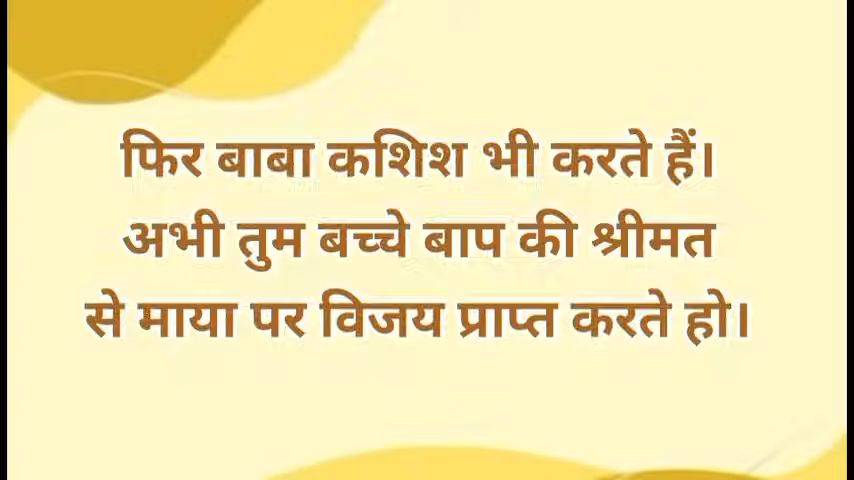 फिर बाबा कशिश भी करते हैं।
अभी तुम बच्चे बाप की श्रीमत
से माया पर विजय प्राप्त करते हो।